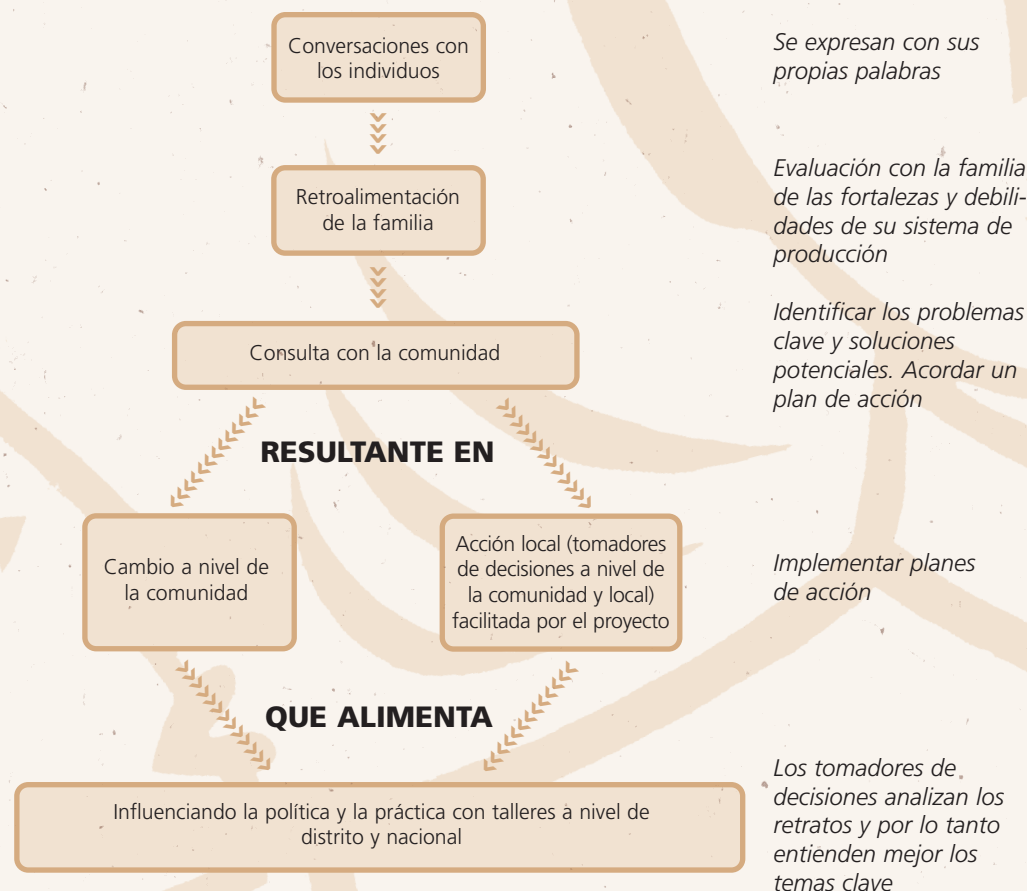 Conversaciones con
los individuos
Se expresan con sus
propias palabras
Retroalimentación
de la familia
Evaluación con la familia
de las fortalezas y debili-
dades de su sistema de
producción
Consulta con la comunidad
Identificar los problemas
clave y soluciones
potenciales. Acordar un
plan de acción
RESULTANTE EN
Cambio a nivel de
la comunidad
Acción local (tomadores
de decisiones a nivel de
la comunidad y local)
facilitada por el proyecto
Implementar planes
de acción
QUE ALIMENTA
Influenciando la política y la práctica con talleres a nivel de
distrito y nacional
Los tomadores de
decisiones analizan los
retratos y por lo tanto
entienden mejor los
temas clave